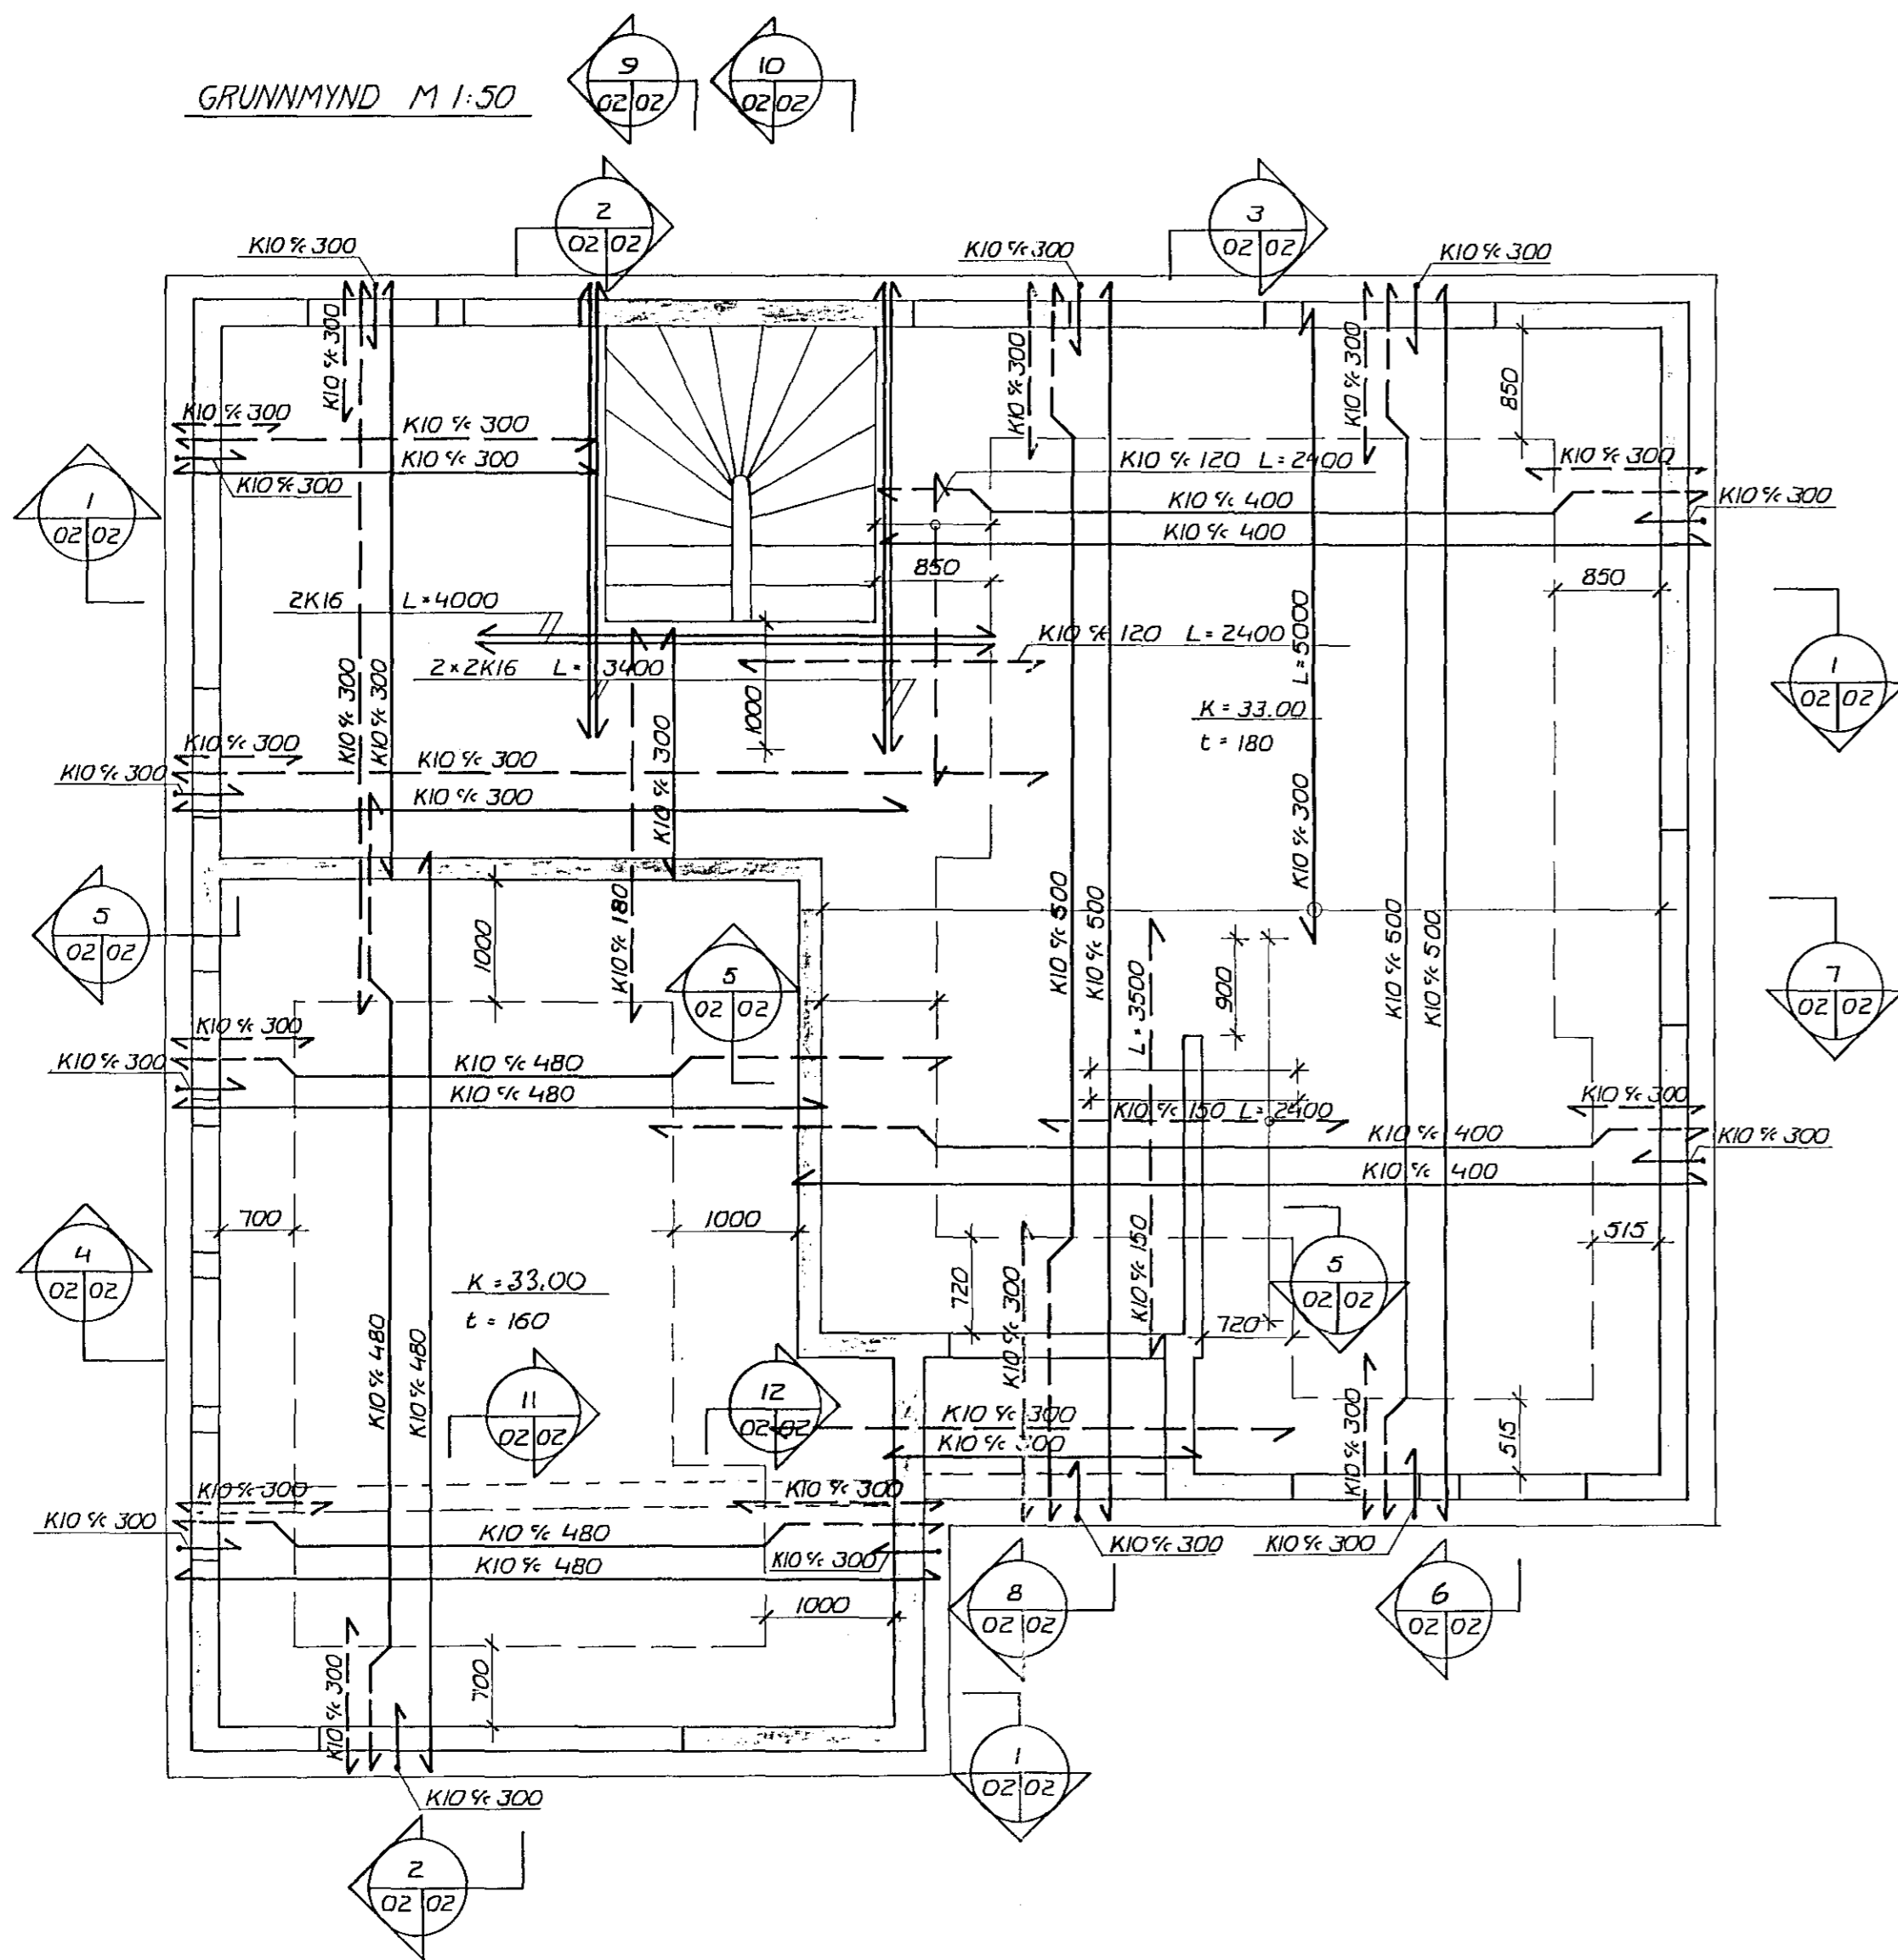 GRUNNMYND M 1:50
9
02 02
10
02 02
2
02 02
3
02 02
K10 c/c 300
K10 c/c 300
K10 c/c 300
K10 c/c 300
K10 c/c 300
K10 c/c 300
850
K10 c/c 300
K10 c/c 300
K10 c/c 300
K10 c/c 300
K10 c/c 120 L=2400
K10 c/c 300
K10 c/c 400
K10 c/c 300
K10 c/c 400
1
02 02
850
850
2K16 L=4000
K10 c/c 120 L=2400
L=5000
2×2K16 L=3400
1000
K=33.00
t=180
1
02 02
K10 c/c 300
K10 c/c 300
K10 c/c 300
K10 c/c 300
K10 c/c 300
K10 c/c 300
K10 c/c 300
K10 c/c 300
5
02 02
1000
K10 c/c 180
5
02 02
K10 c/c 500
K10 c/c 500
L=3500
900
K10 c/c 500
K10 c/c 500
7
02 02
K10 c/c 300
K10 c/c 300
K10 c/c 480
K10 c/c 480
K10 c/c 150 L=2400
K10 c/c 300
K10 c/c 400
K10 c/c 300
K10 c/c 400
700
1000
515
4
02 02
K=33.00
t=160
720
K10 c/c 300
K10 c/c 150
5
02 02
720
K10 c/c 480
K10 c/c 480
11
02 02
12
02 02
K10 c/c 300
K10 c/c 300
K10 c/c 300
515
K10 c/c 300
K10 c/c 300
K10 c/c 300
K10 c/c 480
K10 c/c 300
K10 c/c 480
K10 c/c 300
K10 c/c 300
1000
8
02 02
6
02 02
K10 c/c 300
700
1
02 02
K10 c/c 300
2
02 02